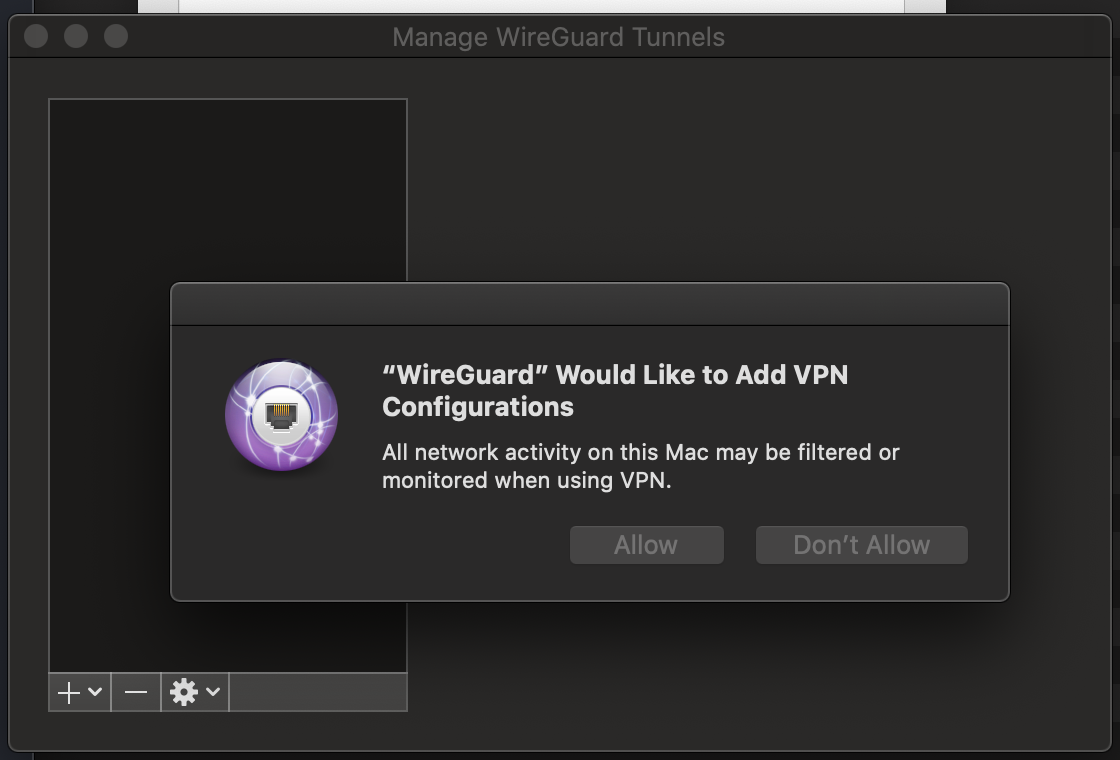 Manage WireGuard Tunnels
“WireGuard” Would Like to Add VPN
Configurations
All network activity on this Mac may be filtered or
monitored when using VPN.
Allow
Don’t Allow